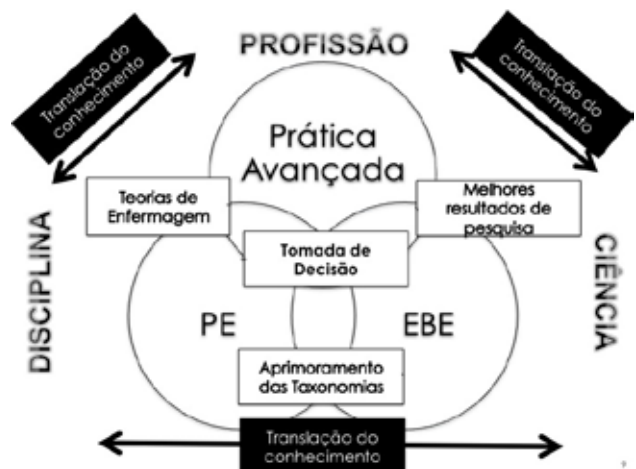 PROFISSÃO
Translação do
conhecimento
Translação do
conhecimento
Prática
Avançada
Teorias de
Enfermagem
Melhores
resultados de
pesquisa
Tomada de
Decisão
DISCIPLINA
CIÊNCIA
PE
EBE
Aprimoramento
das Taxonomias
Translação do
conhecimento